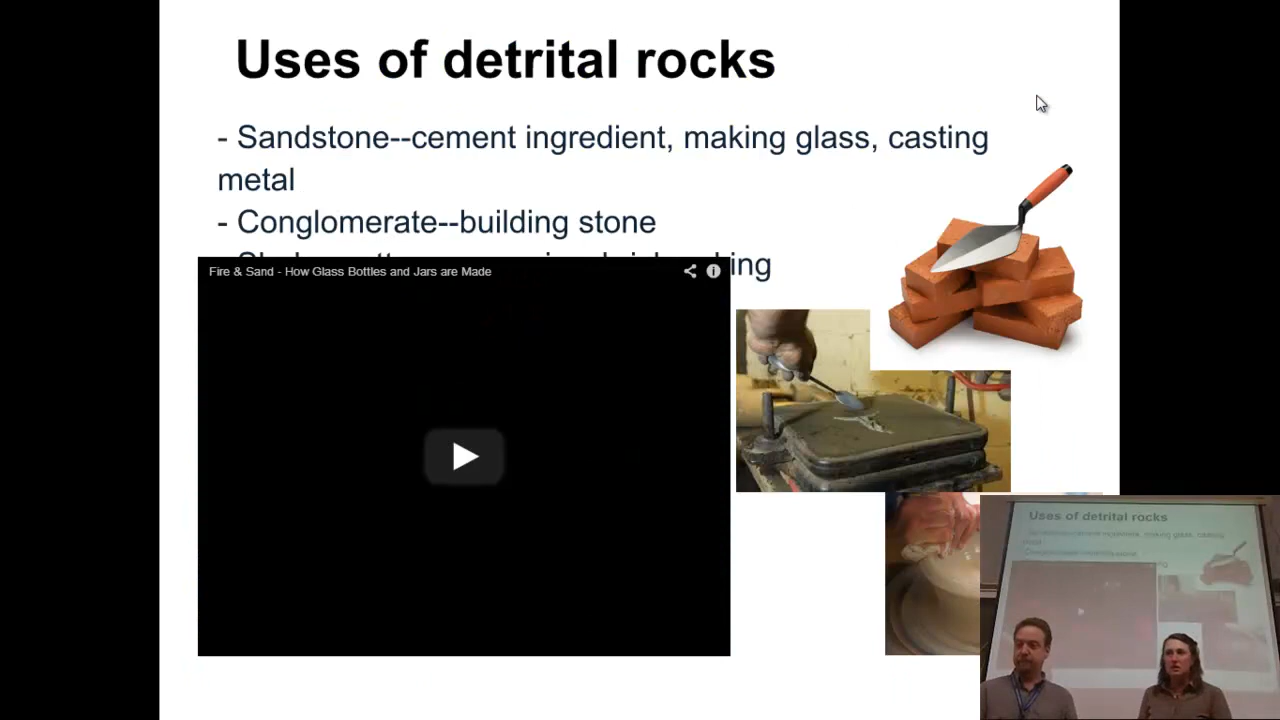 Uses of detrital rocks
- Sandstone--cement ingredient, making glass, casting
metal
- Conglomerate--building stone
Fire & Sand - How Glass Bottles and Jars are Made
Uses of detrital rocks